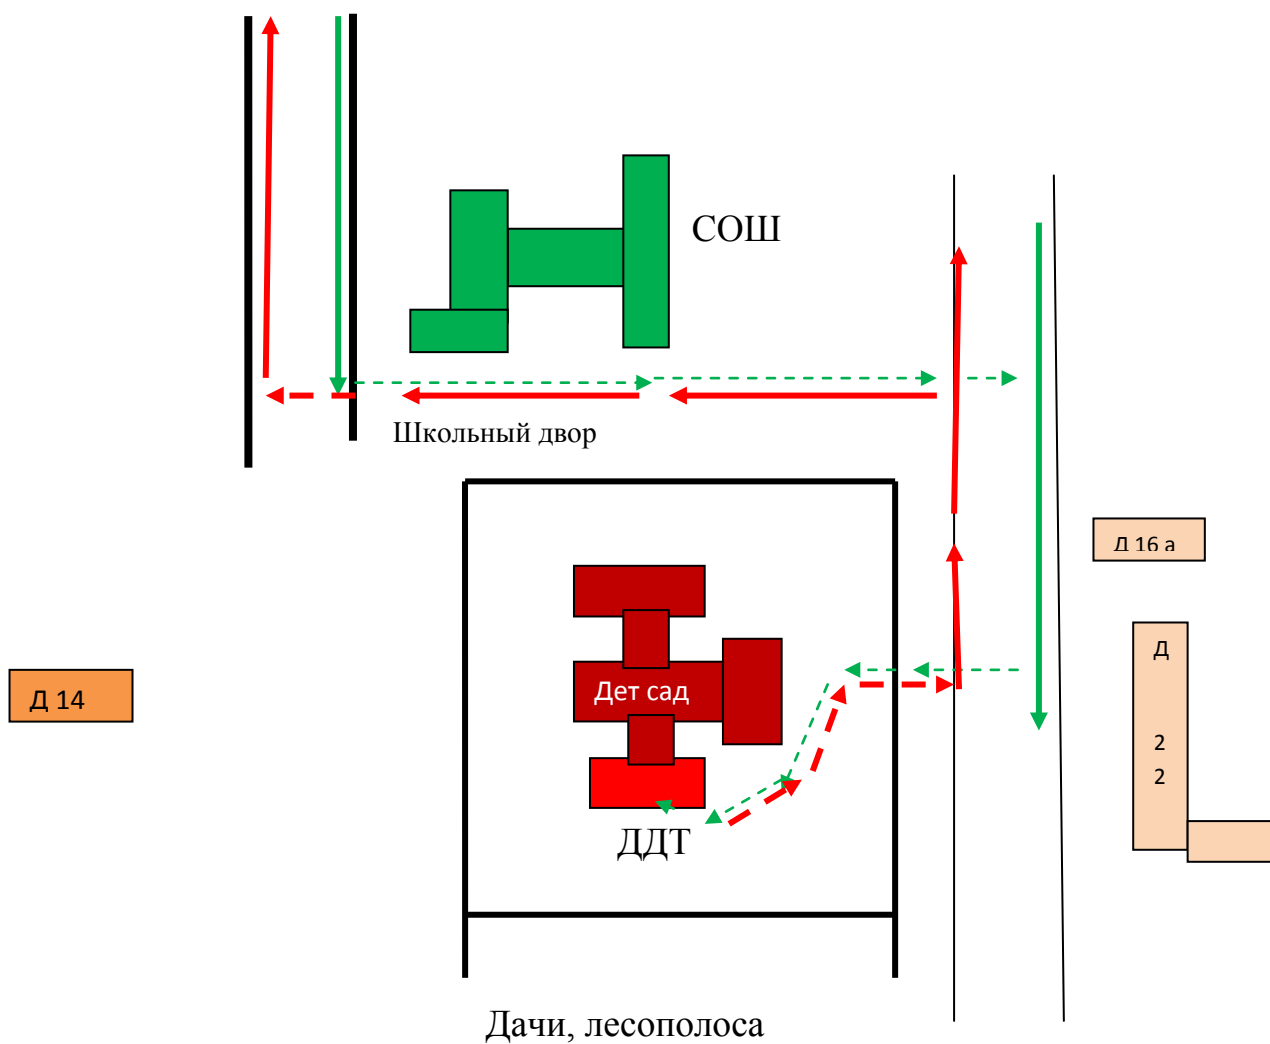 СОШ
Школьный двор
Д 16 а
Дет сад
Д 14
Д
2
2
ДДТ
Дачи, лесополоса